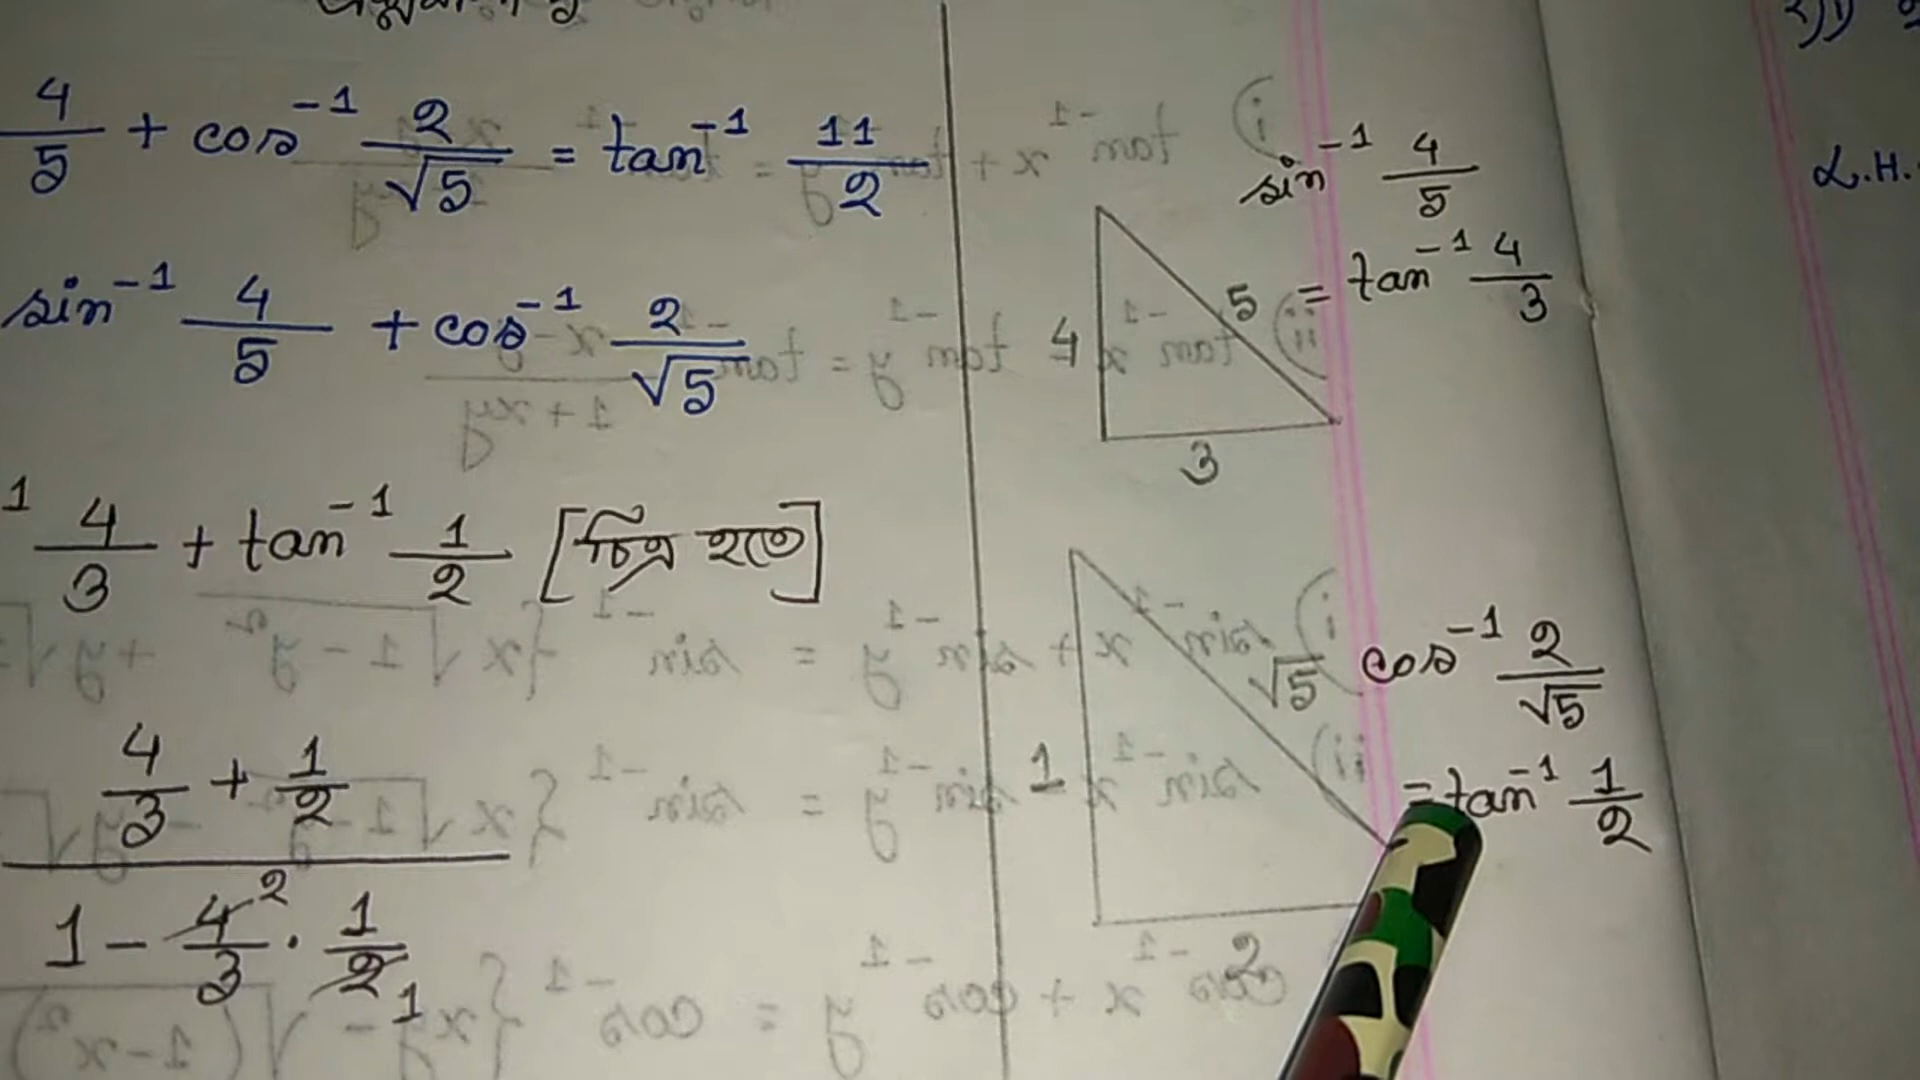 4/5 + cos⁻¹ 2/√5 = tan⁻¹ 11/2
sin⁻¹ 4/5 + cos⁻¹ 2/√5
1 4/3 + tan⁻¹ 1/2 [চিত্র হতে]
4/3 + 1/2
1 - 4/3 2 · 1/2 1
sin⁻¹ 4/5
= tan⁻¹ 4/3
4
5
3
cos⁻¹ 2/√5
= tan⁻¹ 1/2
1
√5
2
L.H.